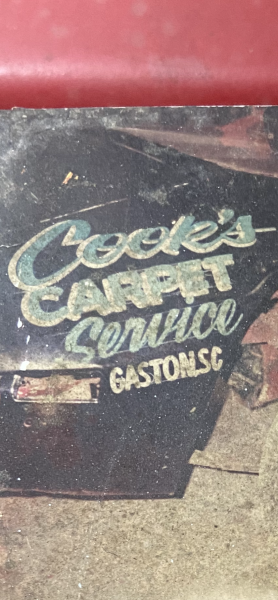 Cook's
CARPET
Service
GASTON.SC